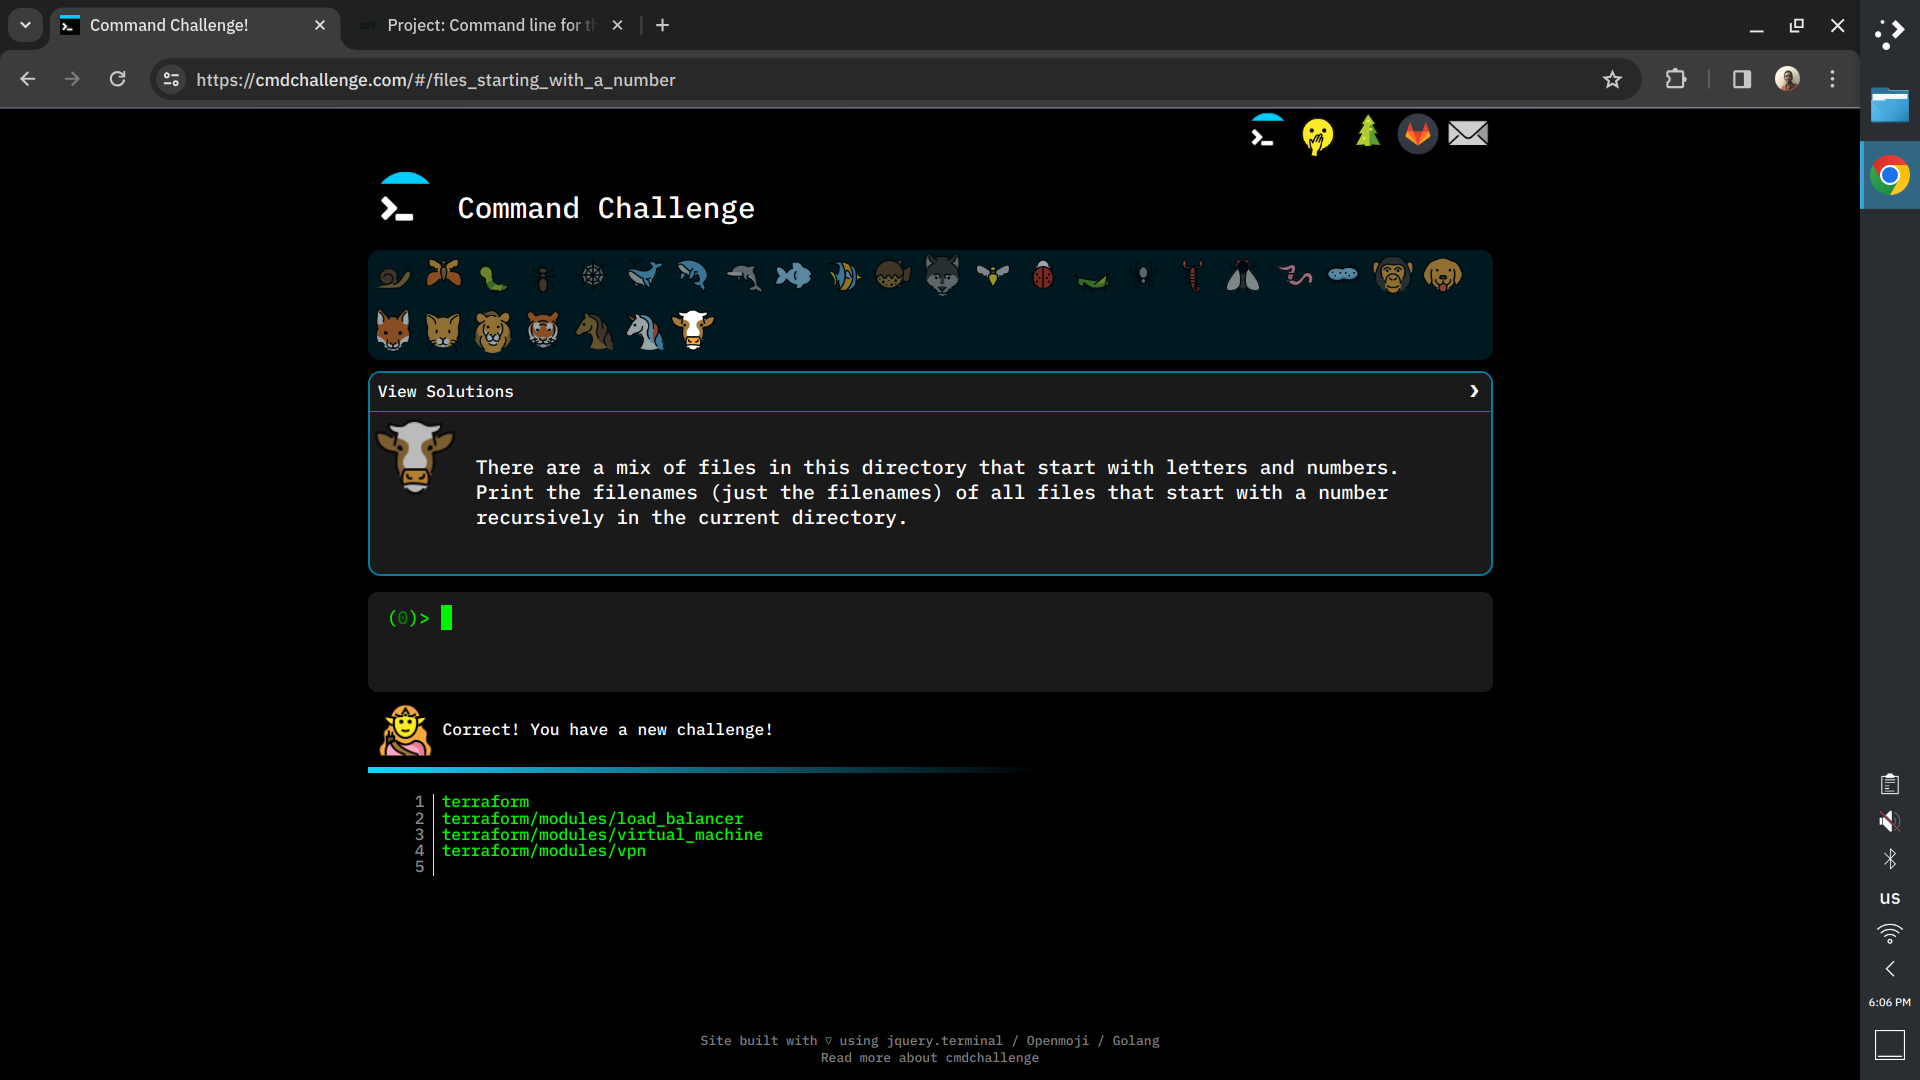 Command Challenge!
Project: Command line for th
https://cmdchallenge.com/#/files_starting_with_a_number
Command Challenge
View Solutions
There are a mix of files in this directory that start with letters and numbers.
Print the filenames (just the filenames) of all files that start with a number
recursively in the current directory.
(0)>
Correct! You have a new challenge!
1 terraform
2 terraform/modules/load_balancer
3 terraform/modules/virtual_machine
4 terraform/modules/vpn
5
us
6:06 PM
Site built with ♡ using jquery.terminal / Openmoji / Golang
Read more about cmdchallenge